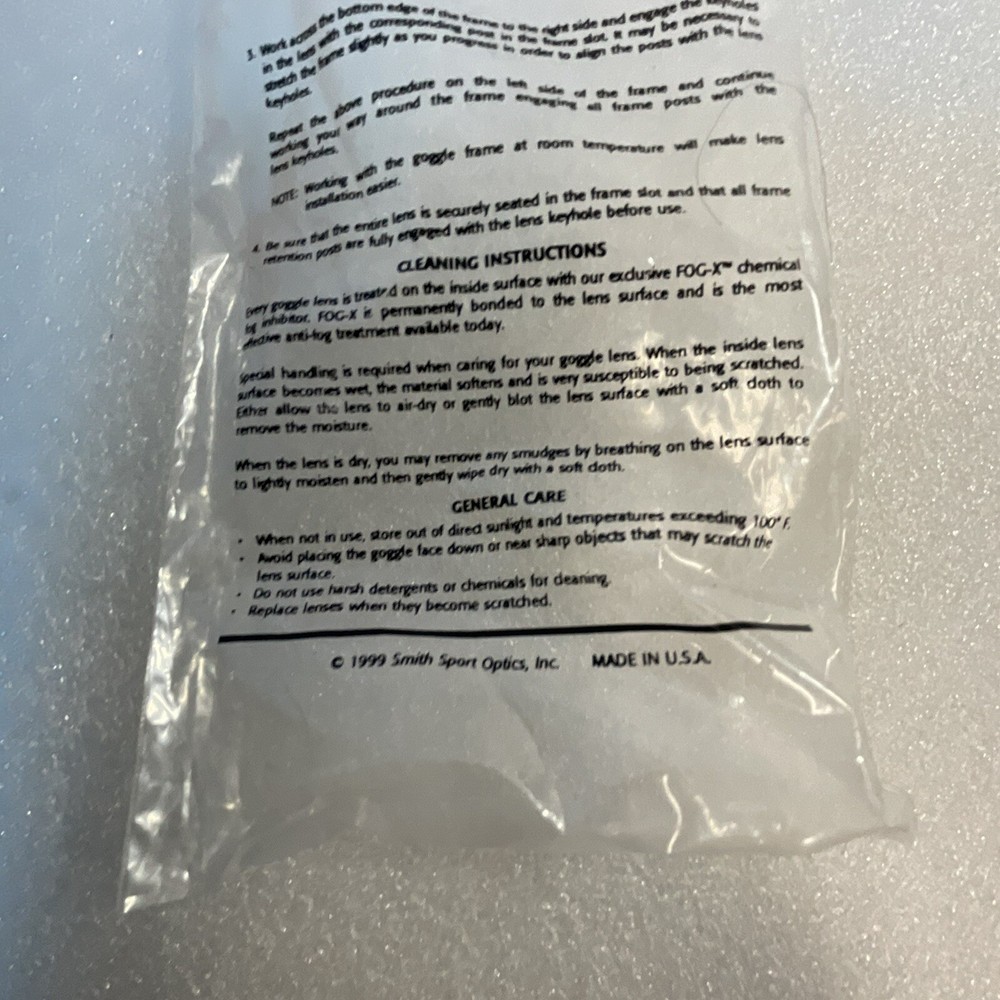 3. Work across the bottom edge of the frame to the right side and engage the keyholes
in the lens with the corresponding post in the frame slot. It may be necessary to
stretch the frame slightly as you progress in order to align the posts with the lens
keyholes.
Repeat the above procedure on the left side of the frame and continue
working your way around the frame engaging all frame posts with the
lens keyholes.
NOTE: Working with the goggle frame at room temperature will make lens
installation easier.
4. Be sure that the entire lens is securely seated in the frame slot and that all frame
retention posts are fully engaged with the lens keyhole before use.
CLEANING INSTRUCTIONS
Every goggle lens is treated on the inside surface with our exclusive FOG-X™ chemical
fog inhibitor. FOG-X is permanently bonded to the lens surface and is the most
effective anti-fog treatment available today.
Special handling is required when caring for your goggle lens. When the inside lens
surface becomes wet, the material softens and is very susceptible to being scratched.
Either allow the lens to air-dry or gently blot the lens surface with a soft cloth to
remove the moisture.
When the lens is dry, you may remove any smudges by breathing on the lens surface
to lightly moisten and then gently wipe dry with a soft cloth.
GENERAL CARE
• When not in use, store out of direct sunlight and temperatures exceeding 100° F.
• Avoid placing the goggle face down or near sharp objects that may scratch the
lens surface.
• Do not use harsh detergents or chemicals for cleaning.
• Replace lenses when they become scratched.
© 1999 Smith Sport Optics, Inc. MADE IN U.S.A.